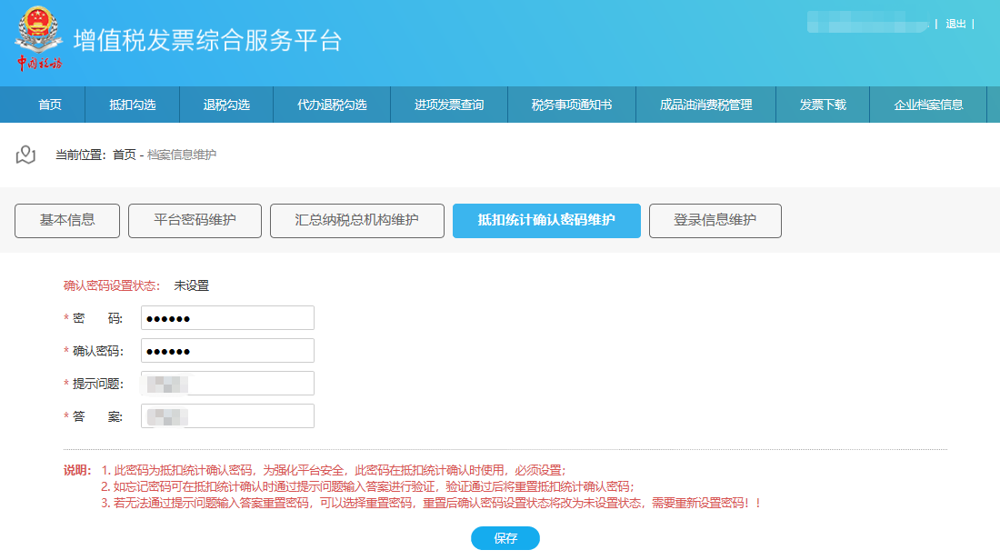 中国税务
增值税发票综合服务平台
| 退出 |
首页 抵扣勾选 退税勾选 代办退税勾选 进项发票查询 税务事项通知书 成品油消费税管理 发票下载 企业档案信息
当前位置：首页 - 档案信息维护
基本信息 平台密码维护 汇总纳税总机构维护 抵扣统计确认密码维护 登录信息维护
确认密码设置状态： 未设置
* 密 码: ●●●●●●
* 确认密码: ●●●●●●
* 提示问题:
* 答 案:
说明： 1. 此密码为抵扣统计确认密码，为强化平台安全，此密码在抵扣统计确认时使用，必须设置；
2. 如忘记密码可在抵扣统计确认时通过提示问题输入答案进行验证，验证通过后将重置抵扣统计确认密码；
3. 若无法通过提示问题输入答案重置密码，可以选择重置密码，重置后确认密码设置状态将改为未设置状态，需要重新设置密码！！
保存